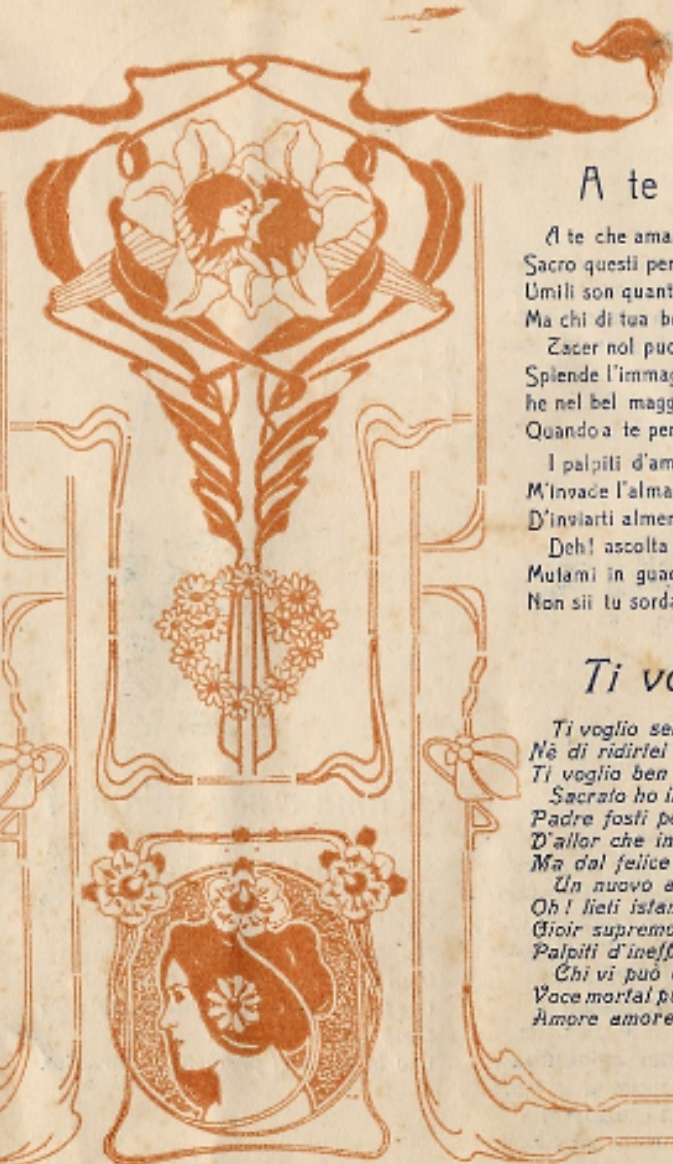 A te
A te che ama
Sacro questi per
Umili son quant
Ma chi di tua b
Tacer nol può
Splende l'immag
he nel bel magg
Quando a te per
I palpiti d'am
M'invade l'alma
D'inviarti almen
Deh! ascolta
Mutami in guad
Non sii tu sorda
Ti vo
Ti voglio se
Nè di ridirtel
Ti voglio ben
Sacrato ho i
Padre fosti p
D'allor che in
Ma dal felice
Un nuovo a
Oh! lieti istan
Gioir supremo
Palpiti d'ineff
Chi vi può
Voce mortal p
Amore amore